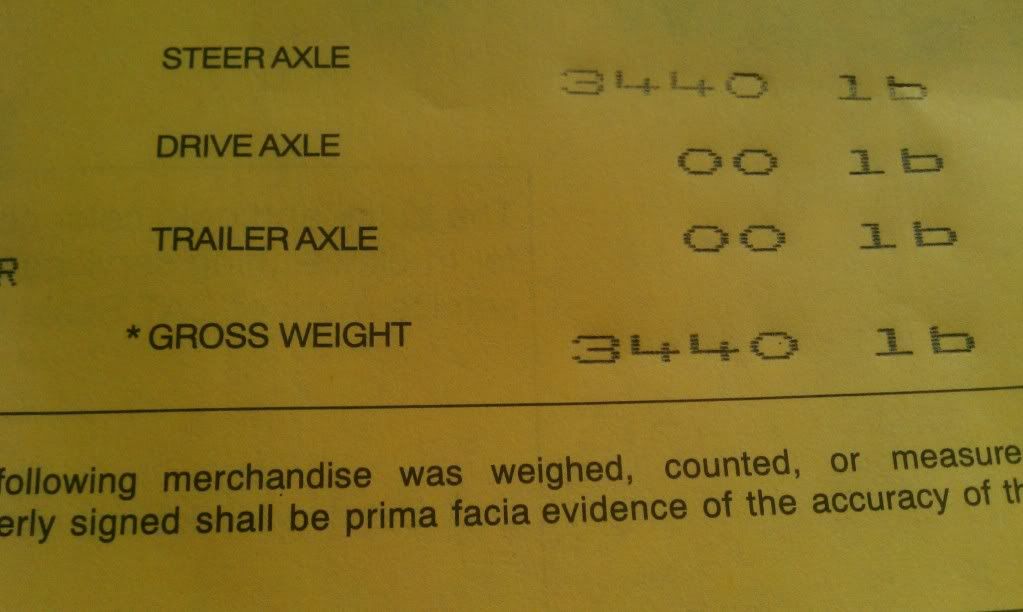 STEER AXLE 3440 lb
DRIVE AXLE 00 lb
TRAILER AXLE 00 lb
R
* GROSS WEIGHT 3440 lb
following merchandise was weighed, counted, or measure
erly signed shall be prima facia evidence of the accuracy of th